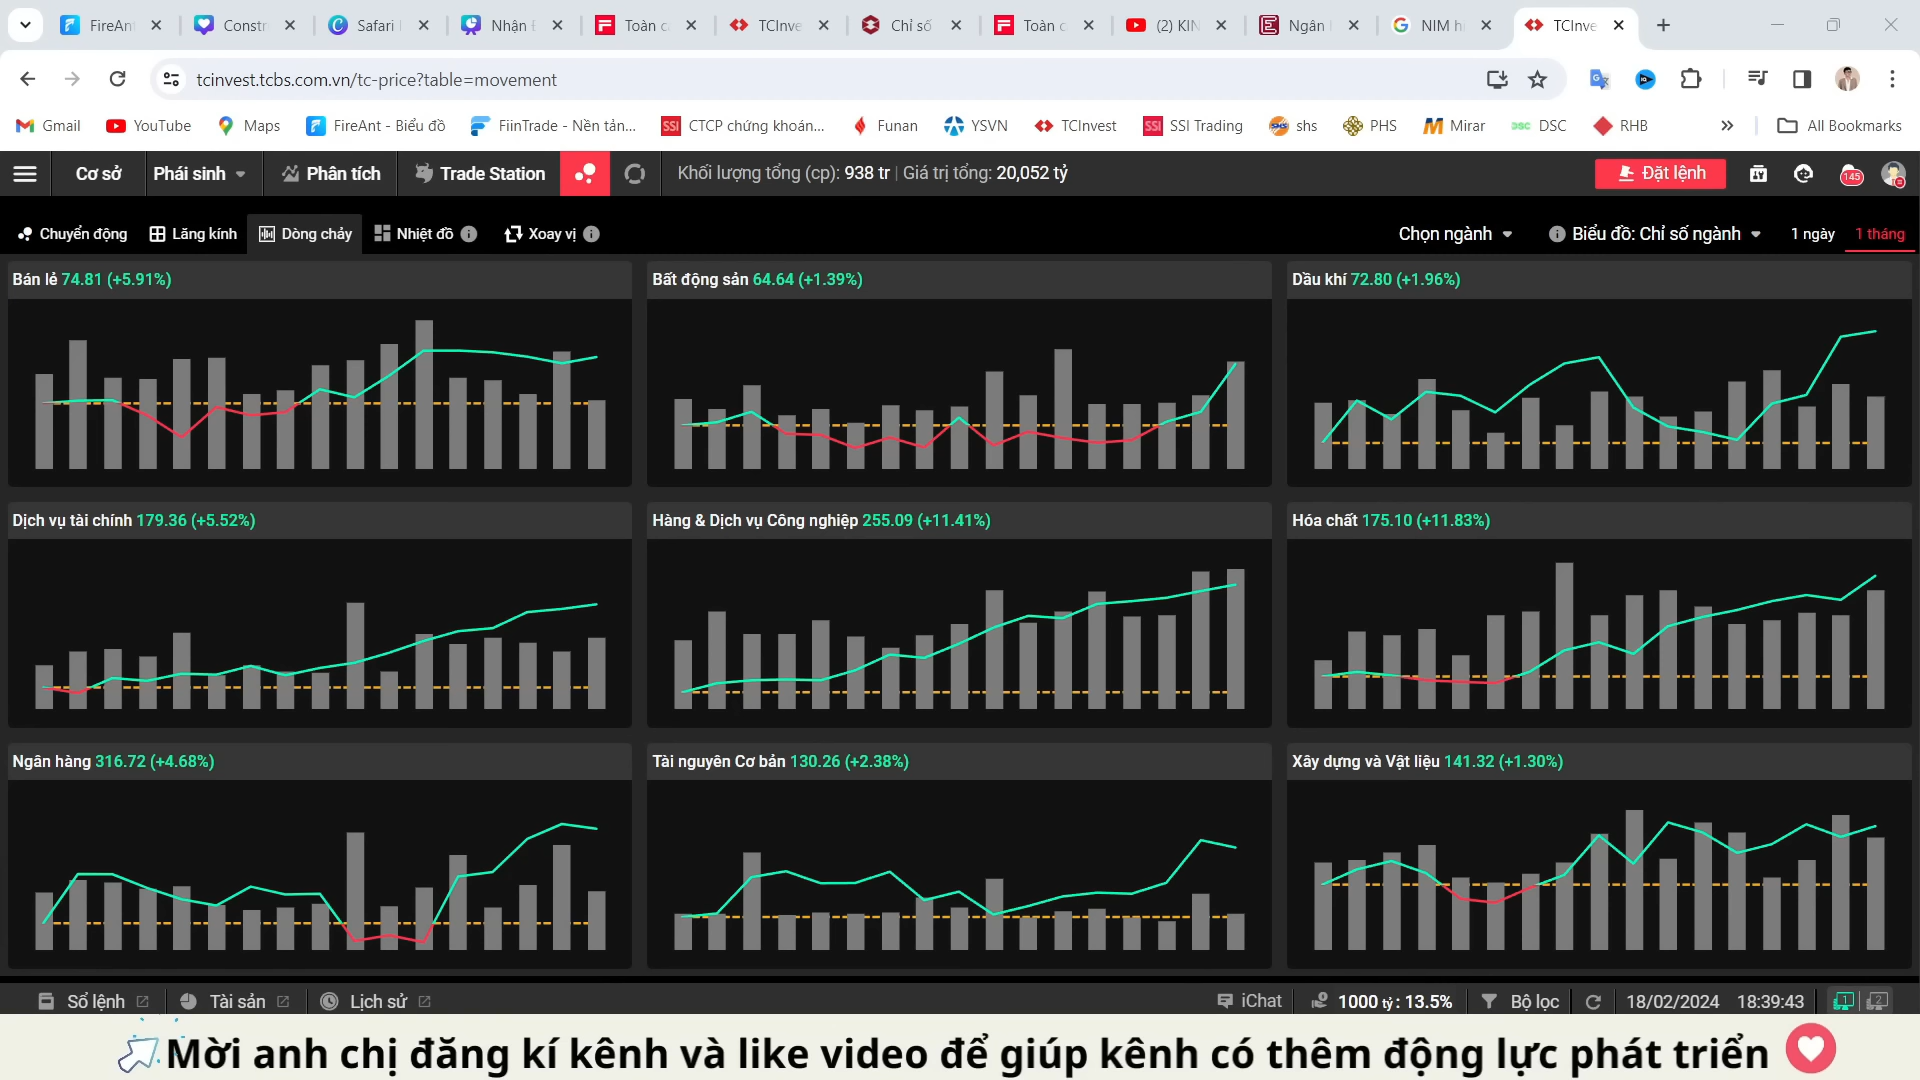 FireAnt
Constr
Safari
Nhận
Toàn c
TCInve
Chỉ số
Toàn c
(2) KIN
Ngân
NIM h
TCInve
tcinvest.tcbs.com.vn/tc-price?table=movement
Gmail
YouTube
Maps
FireAnt - Biểu đồ
FiinTrade - Nền tản...
SSI CTCP chứng khoán...
Funan
YSVN
TCInvest
SSI SSI Trading
shs
PHS
Mirar
DSC DSC
RHB
All Bookmarks
Cơ sở
Phái sinh
Phân tích
Trade Station
Khối lượng tổng (cp): 938 tr | Giá trị tổng: 20,052 tỷ
Đặt lệnh
145
Chuyển động
Lăng kính
Dòng chảy
Nhiệt đồ
Xoay vị
Chọn ngành
Biểu đồ: Chỉ số ngành
1 ngày
1 tháng
Bán lẻ 74.81 (+5.91%)
Bất động sản 64.64 (+1.39%)
Dầu khí 72.80 (+1.96%)
Dịch vụ tài chính 179.36 (+5.52%)
Hàng & Dịch vụ Công nghiệp 255.09 (+11.41%)
Hóa chất 175.10 (+11.83%)
Ngân hàng 316.72 (+4.68%)
Tài nguyên Cơ bản 130.26 (+2.38%)
Xây dựng và Vật liệu 141.32 (+1.30%)
Sổ lệnh
Tài sản
Lịch sử
iChat
1000 tỷ: 13.5%
Bộ lọc
18/02/2024 18:39:43
1
2
Mời anh chị đăng kí kênh và like video để giúp kênh có thêm động lực phát triển